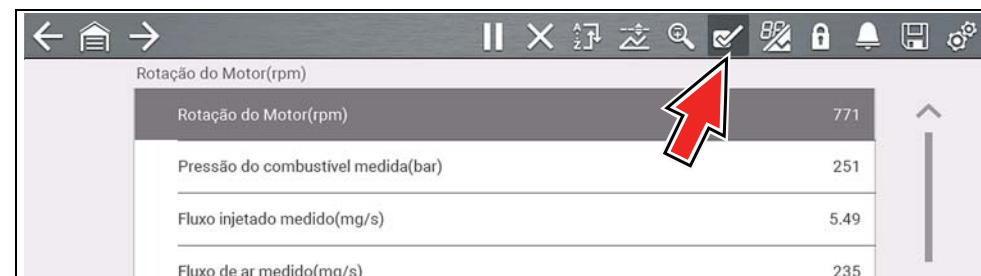 Rotação do Motor(rpm)
Rotação do Motor(rpm) 771
Pressão do combustível medida(bar) 251
Fluxo injetado medido(mg/s) 5.49
Fluxo de ar medido(mg/s) 235